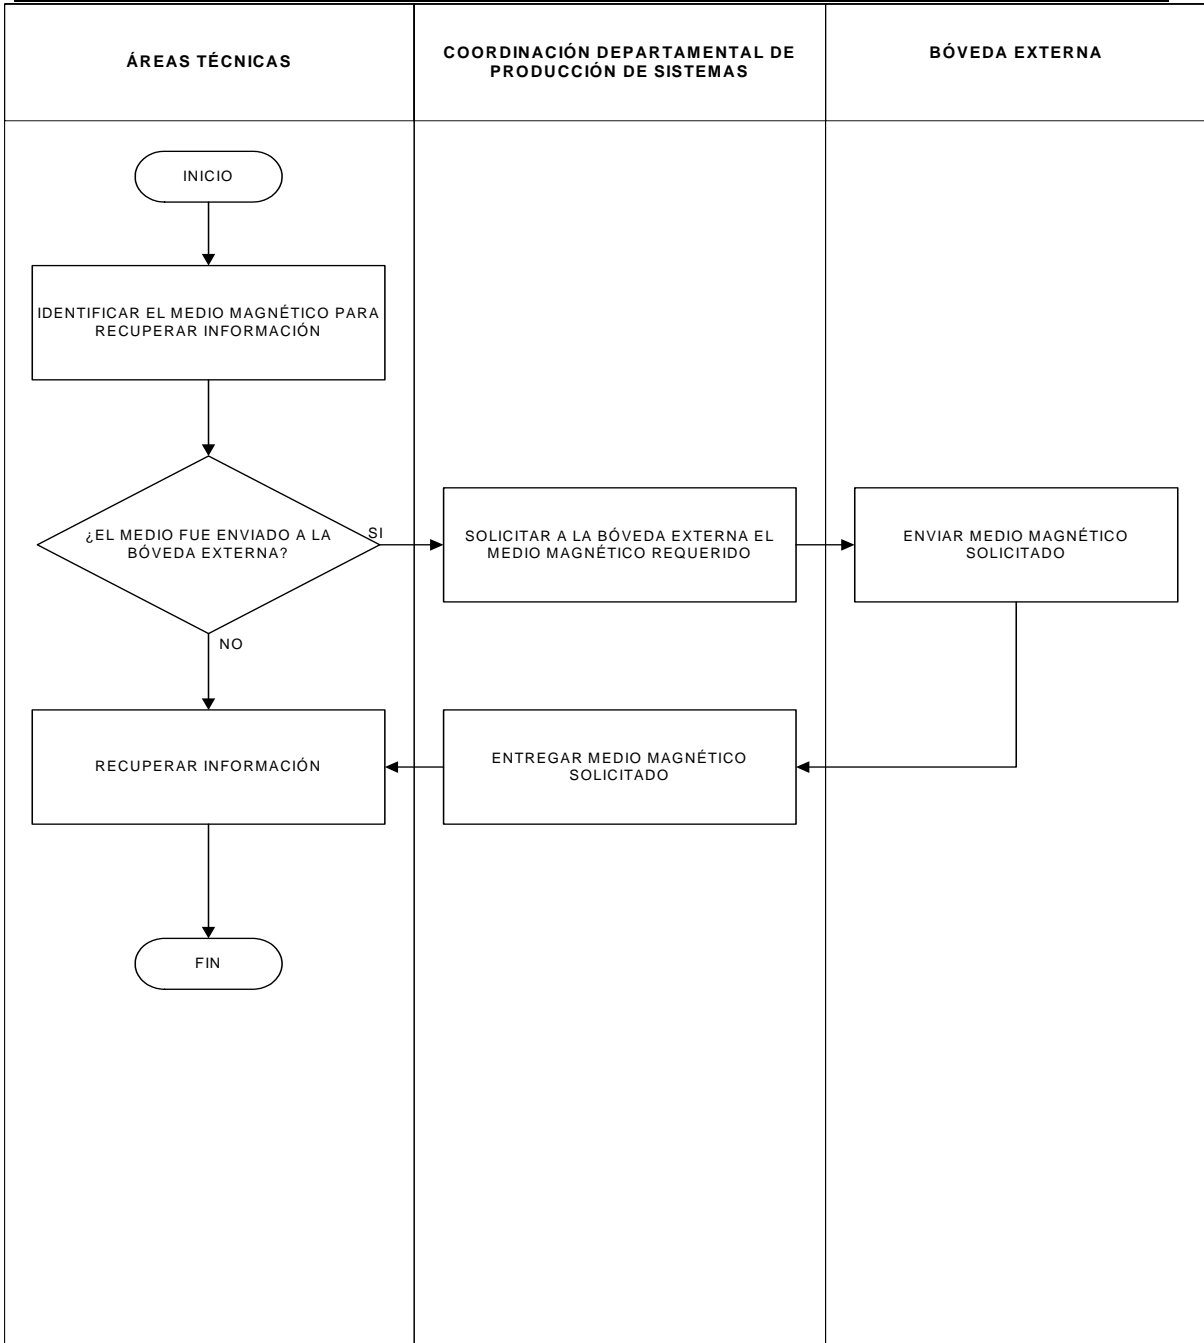 ÁREAS TÉCNICAS
COORDINACIÓN DEPARTAMENTAL DE
PRODUCCIÓN DE SISTEMAS
BÓVEDA EXTERNA
INICIO
IDENTIFICAR EL MEDIO MAGNÉTICO PARA
RECUPERAR INFORMACIÓN
¿EL MEDIO FUE ENVIADO A LA
BÓVEDA EXTERNA?
SI
SOLICITAR A LA BÓVEDA EXTERNA EL
MEDIO MAGNÉTICO REQUERIDO
ENVIAR MEDIO MAGNÉTICO
SOLICITADO
NO
RECUPERAR INFORMACIÓN
ENTREGAR MEDIO MAGNÉTICO
SOLICITADO
FIN